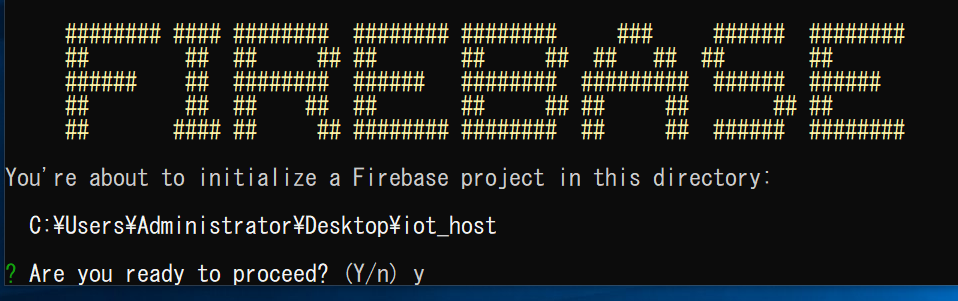 FIREBASE
You're about to initialize a Firebase project in this directory:
C:¥Users¥Administrator¥Desktop¥iot_host
? Are you ready to proceed? (Y/n) y